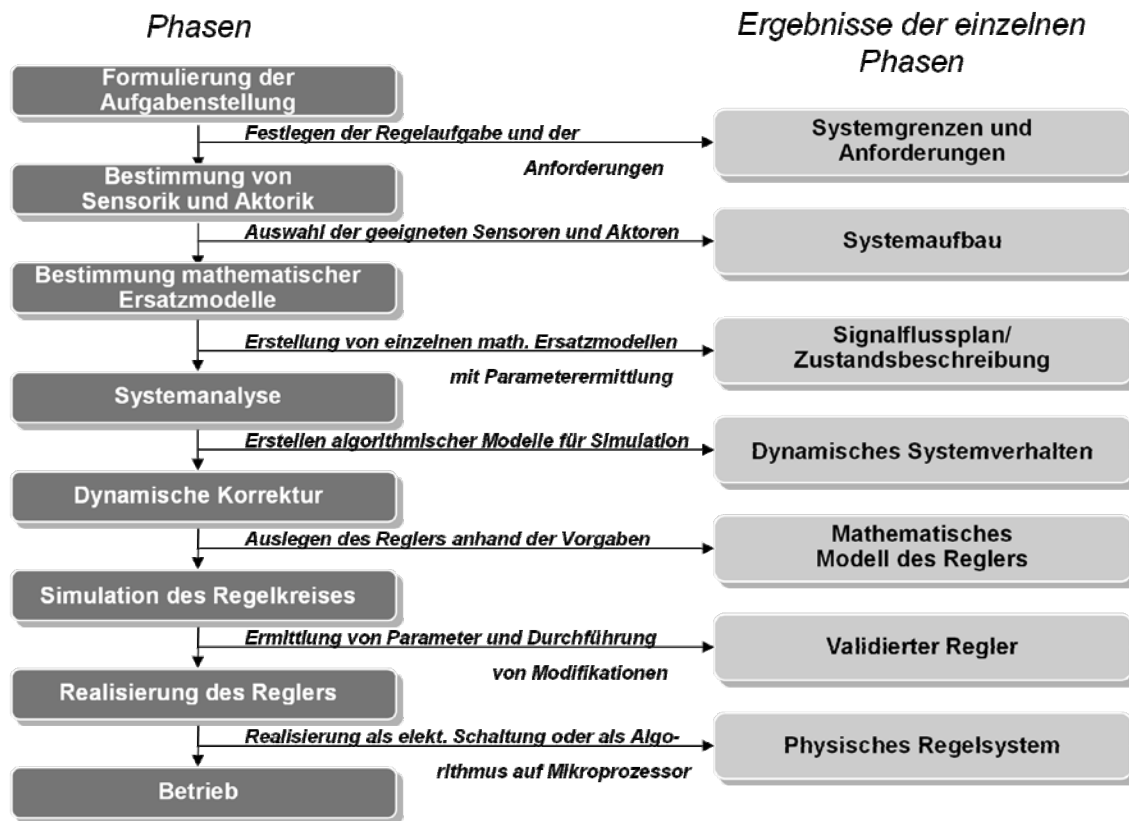 Phasen
Ergebnisse der einzelnen
Phasen
Formulierung der
Aufgabenstellung
Festlegen der Regelaufgabe und der
Anforderungen
Systemgrenzen und
Anforderungen
Bestimmung von
Sensorik und Aktorik
Auswahl der geeigneten Sensoren und Aktoren
Systemaufbau
Bestimmung mathematischer
Ersatzmodelle
Erstellung von einzelnen math. Ersatzmodellen
mit Parameterermittlung
Signalflussplan/
Zustandsbeschreibung
Systemanalyse
Erstellen algorithmischer Modelle für Simulation
Dynamisches Systemverhalten
Dynamische Korrektur
Auslegen des Reglers anhand der Vorgaben
Mathematisches
Modell des Reglers
Simulation des Regelkreises
Ermittlung von Parameter und Durchführung
von Modifikationen
Validierter Regler
Realisierung des Reglers
Realisierung als elekt. Schaltung oder als Algo-
rithmus auf Mikroprozessor
Physisches Regelsystem
Betrieb